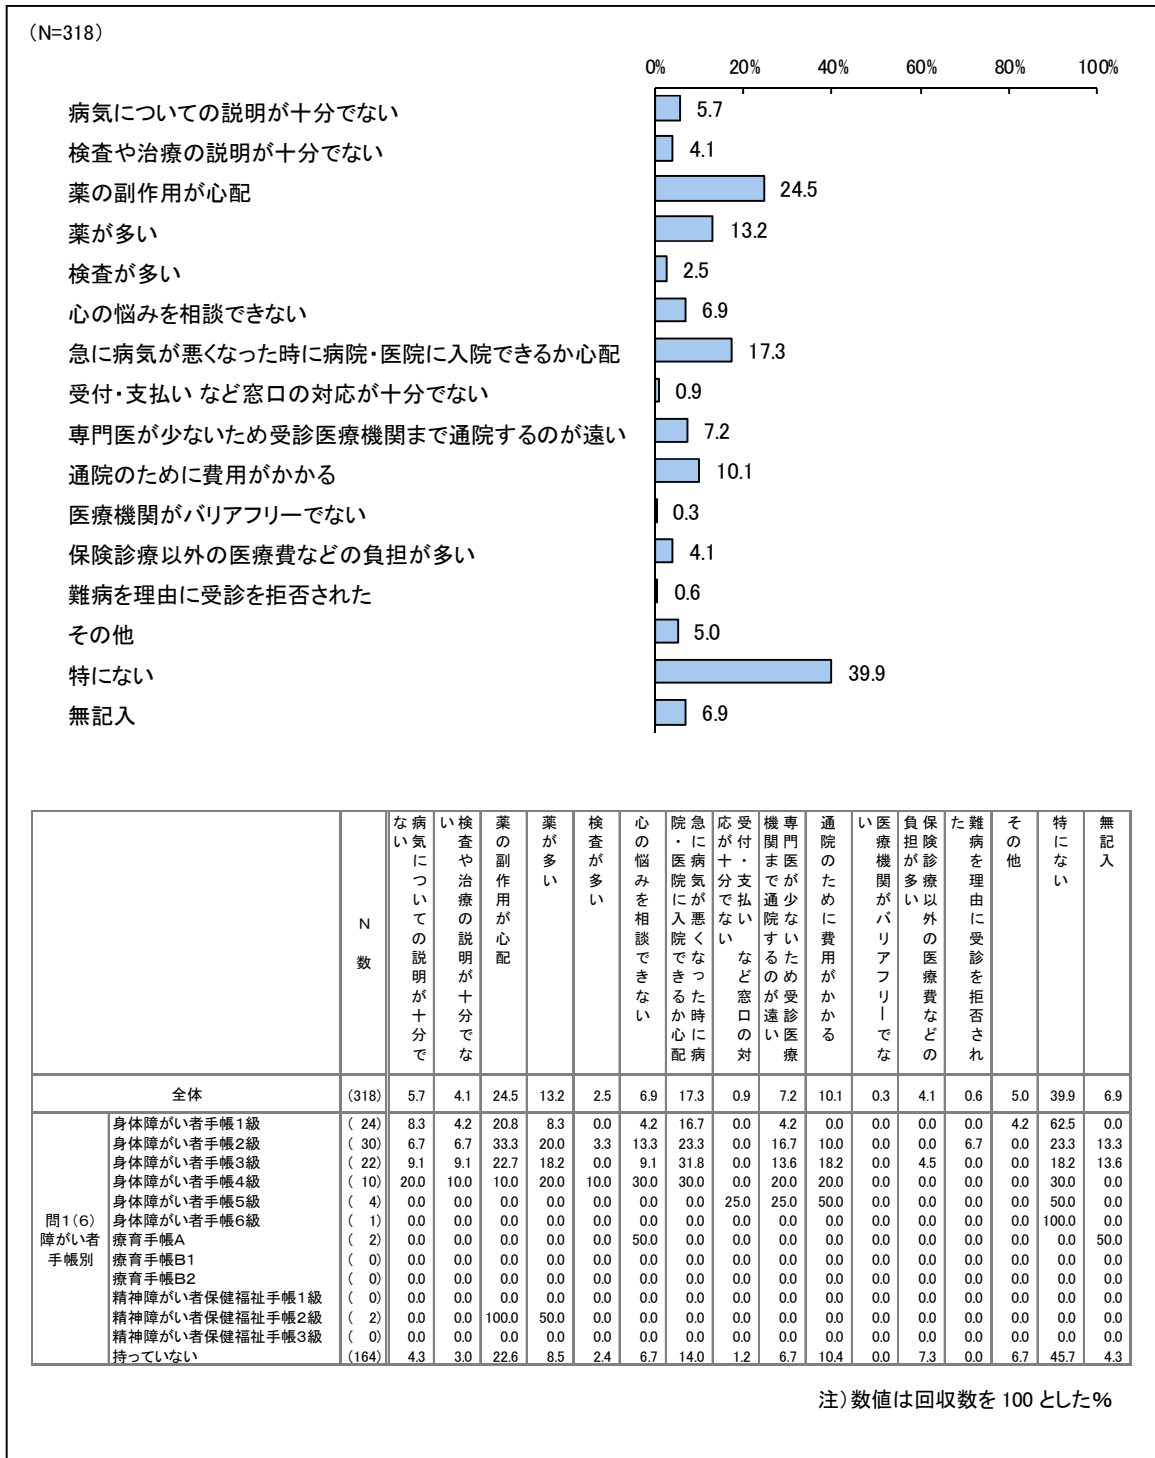 （N=318）
0% 20% 40% 60% 80% 100%
病気についての説明が十分でない 5.7
検査や治療の説明が十分でない 4.1
薬の副作用が心配 24.5
薬が多い 13.2
検査が多い 2.5
心の悩みを相談できない 6.9
急に病気が悪くなった時に病院・医院に入院できるか心配 17.3
受付・支払い など窓口の対応が十分でない 0.9
専門医が少ないため受診医療機関まで通院するのが遠い 7.2
通院のために費用がかかる 10.1
医療機関がバリアフリーでない 0.3
保険診療以外の医療費などの負担が多い 4.1
難病を理由に受診を拒否された 0.6
その他 5.0
特にない 39.9
無記入 6.9
N数
病気についての説明が十分で
ない
検査や治療の説明が十分でな
い
薬の副作用が心配
薬が多い
検査が多い
心の悩みを相談できない
急に病気が悪くなった時に病
院・医院に入院できるか心配
受付・支払い など窓口の対
応が十分でない
専門医が少ないため受診医療
機関まで通院するのが遠い
通院のために費用がかかる
医療機関がバリアフリーでな
い
保険診療以外の医療費などの
負担が多い
難病を理由に受診を拒否され
た
その他
特にない
無記入
全体 (318) 5.7 4.1 24.5 13.2 2.5 6.9 17.3 0.9 7.2 10.1 0.3 4.1 0.6 5.0 39.9 6.9
問1(6)
障がい者
手帳別
身体障がい者手帳1級 ( 24) 8.3 4.2 20.8 8.3 0.0 4.2 16.7 0.0 4.2 0.0 0.0 0.0 0.0 4.2 62.5 0.0
身体障がい者手帳2級 ( 30) 6.7 6.7 33.3 20.0 3.3 13.3 23.3 0.0 16.7 10.0 0.0 0.0 6.7 0.0 23.3 13.3
身体障がい者手帳3級 ( 22) 9.1 9.1 22.7 18.2 0.0 9.1 31.8 0.0 13.6 18.2 0.0 4.5 0.0 0.0 18.2 13.6
身体障がい者手帳4級 ( 10) 20.0 10.0 10.0 20.0 10.0 30.0 30.0 0.0 20.0 20.0 0.0 0.0 0.0 0.0 30.0 0.0
身体障がい者手帳5級 ( 4) 0.0 0.0 0.0 0.0 0.0 0.0 0.0 25.0 25.0 50.0 0.0 0.0 0.0 0.0 50.0 0.0
身体障がい者手帳6級 ( 1) 0.0 0.0 0.0 0.0 0.0 0.0 0.0 0.0 0.0 0.0 0.0 0.0 0.0 0.0 100.0 0.0
療育手帳A ( 2) 0.0 0.0 0.0 0.0 0.0 50.0 0.0 0.0 0.0 0.0 0.0 0.0 0.0 0.0 0.0 50.0
療育手帳B1 ( 0) 0.0 0.0 0.0 0.0 0.0 0.0 0.0 0.0 0.0 0.0 0.0 0.0 0.0 0.0 0.0 0.0
療育手帳B2 ( 0) 0.0 0.0 0.0 0.0 0.0 0.0 0.0 0.0 0.0 0.0 0.0 0.0 0.0 0.0 0.0 0.0
精神障がい者保健福祉手帳1級 ( 0) 0.0 0.0 0.0 0.0 0.0 0.0 0.0 0.0 0.0 0.0 0.0 0.0 0.0 0.0 0.0 0.0
精神障がい者保健福祉手帳2級 ( 2) 0.0 0.0 100.0 50.0 0.0 0.0 0.0 0.0 0.0 0.0 0.0 0.0 0.0 0.0 0.0 0.0
精神障がい者保健福祉手帳3級 ( 0) 0.0 0.0 0.0 0.0 0.0 0.0 0.0 0.0 0.0 0.0 0.0 0.0 0.0 0.0 0.0 0.0
持っていない (164) 4.3 3.0 22.6 8.5 2.4 6.7 14.0 1.2 6.7 10.4 0.0 7.3 0.0 6.7 45.7 4.3
注）数値は回収数を 100 とした%